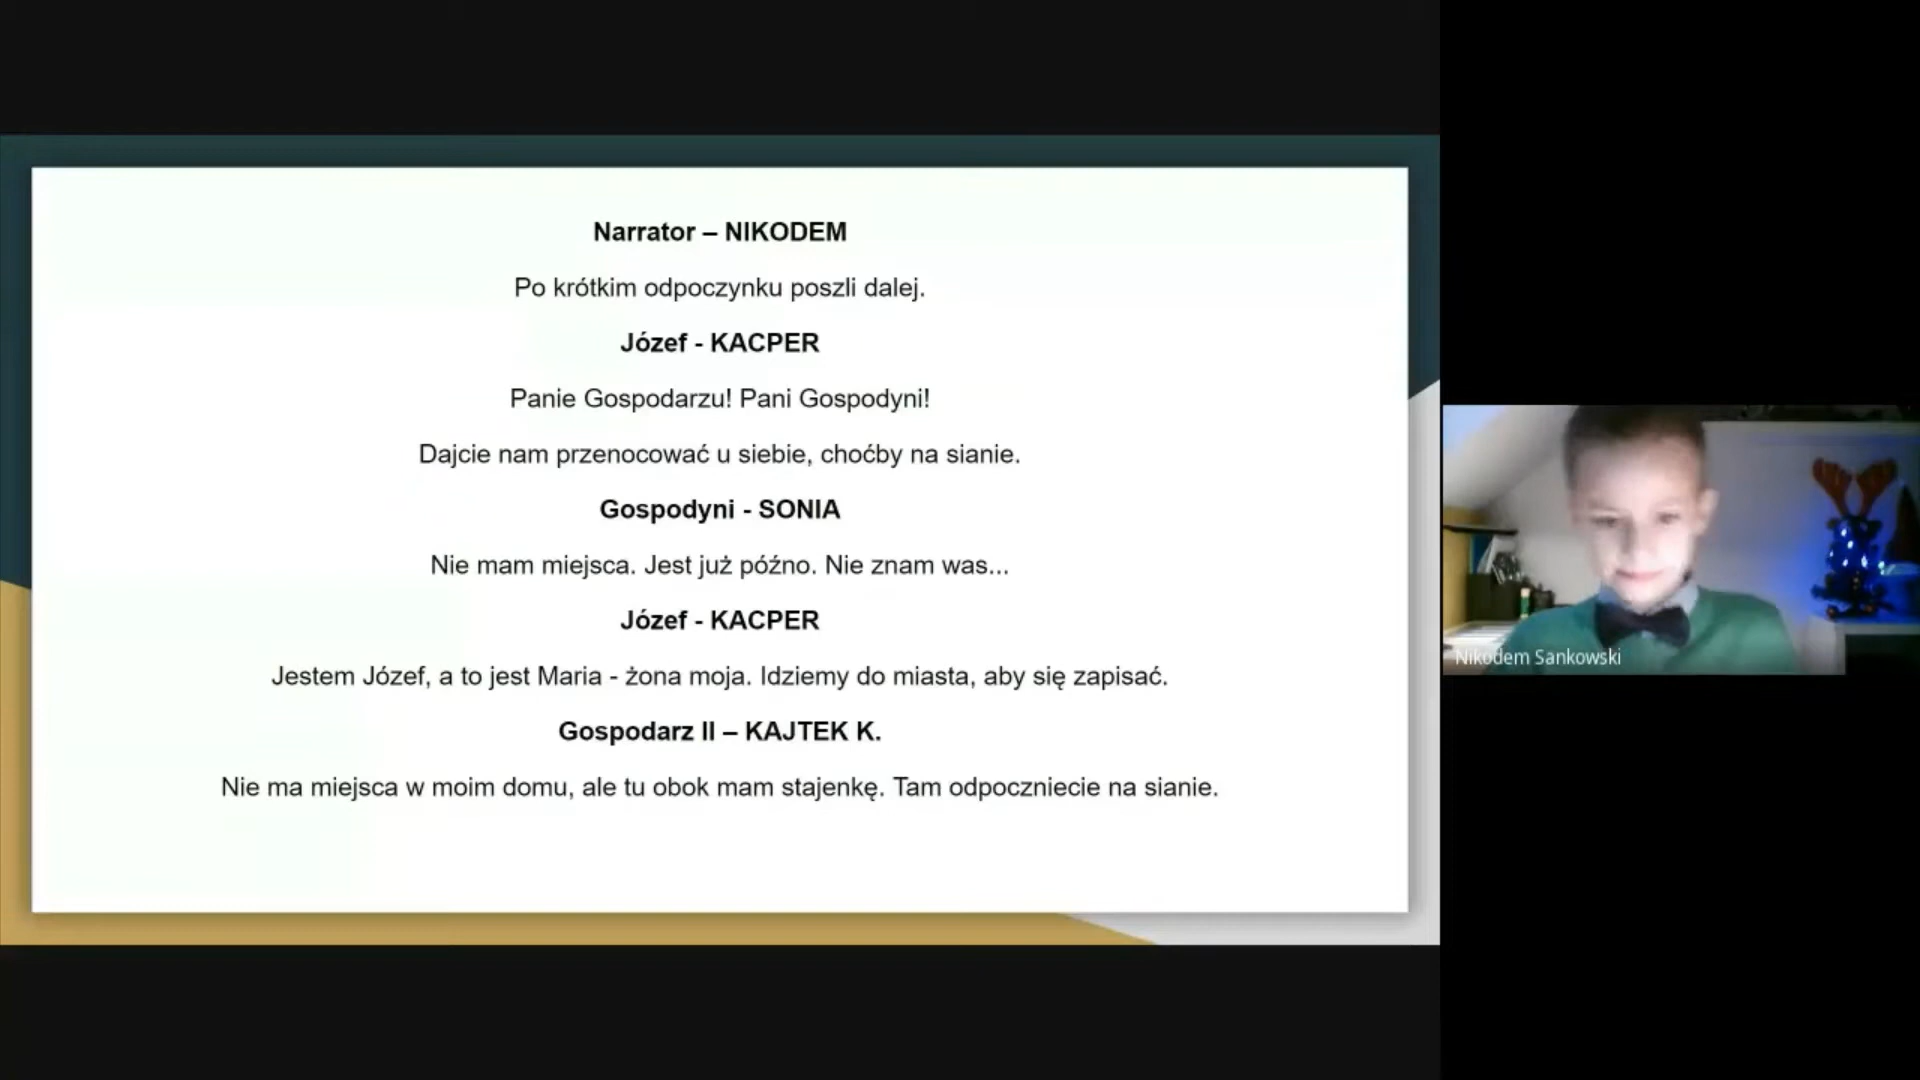 Narrator – NIKODEM
Po krótkim odpoczynku poszli dalej.
Józef - KACPER
Panie Gospodarzu! Pani Gospodyni!
Dajcie nam przenocować u siebie, choćby na sianie.
Gospodyni - SONIA
Nie mam miejsca. Jest już późno. Nie znam was...
Józef - KACPER
Jestem Józef, a to jest Maria - żona moja. Idziemy do miasta, aby się zapisać.
Gospodarz II – KAJTEK K.
Nie ma miejsca w moim domu, ale tu obok mam stajenkę. Tam odpoczniecie na sianie.
Nikodem Sankowski